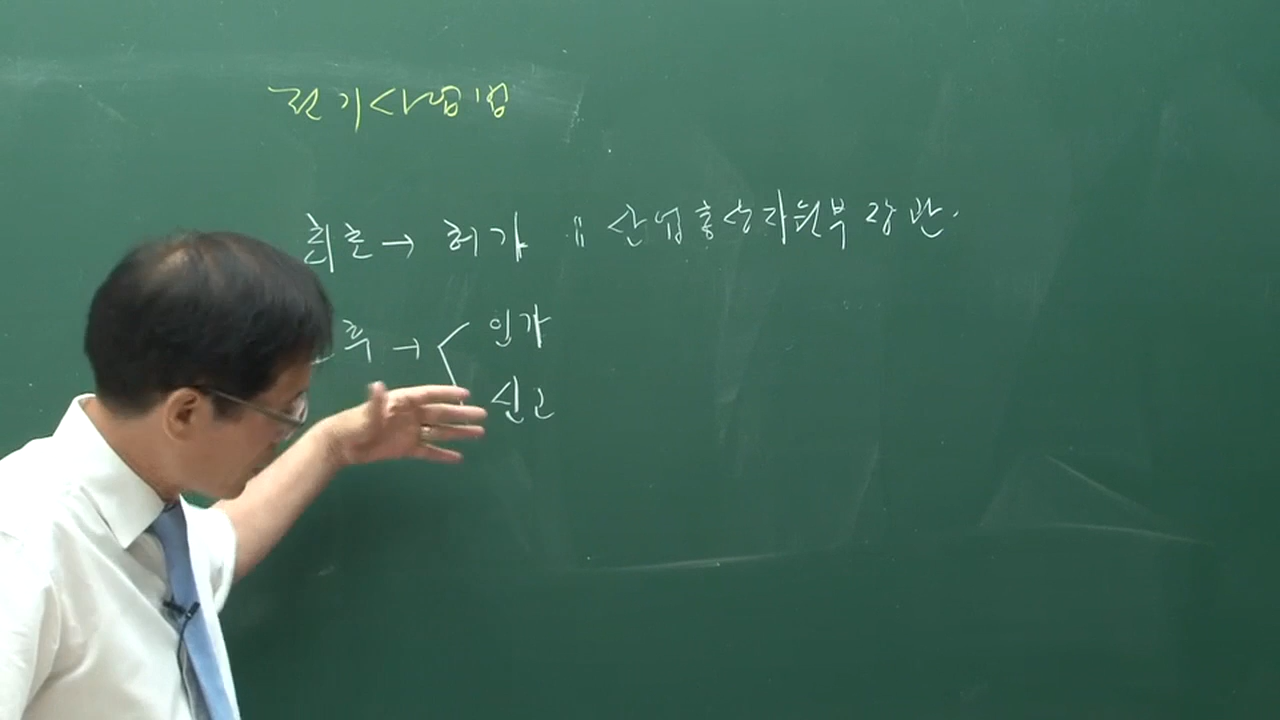 전기사업법
최초 → 허가 :: 산업통상자원부 장관.
후 → 인가
신고